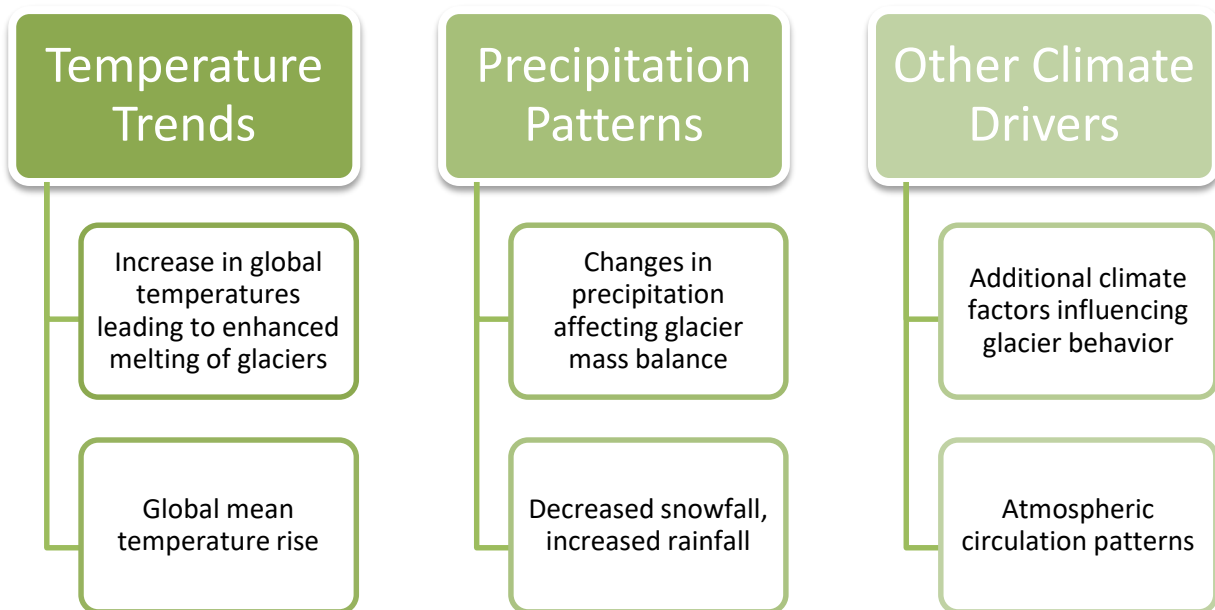 Temperature
Trends
Increase in global
temperatures
leading to enhanced
melting of glaciers
Global mean
temperature rise
Precipitation
Patterns
Changes in
precipitation
affecting glacier
mass balance
Decreased snowfall,
increased rainfall
Other Climate
Drivers
Additional climate
factors influencing
glacier behavior
Atmospheric
circulation patterns